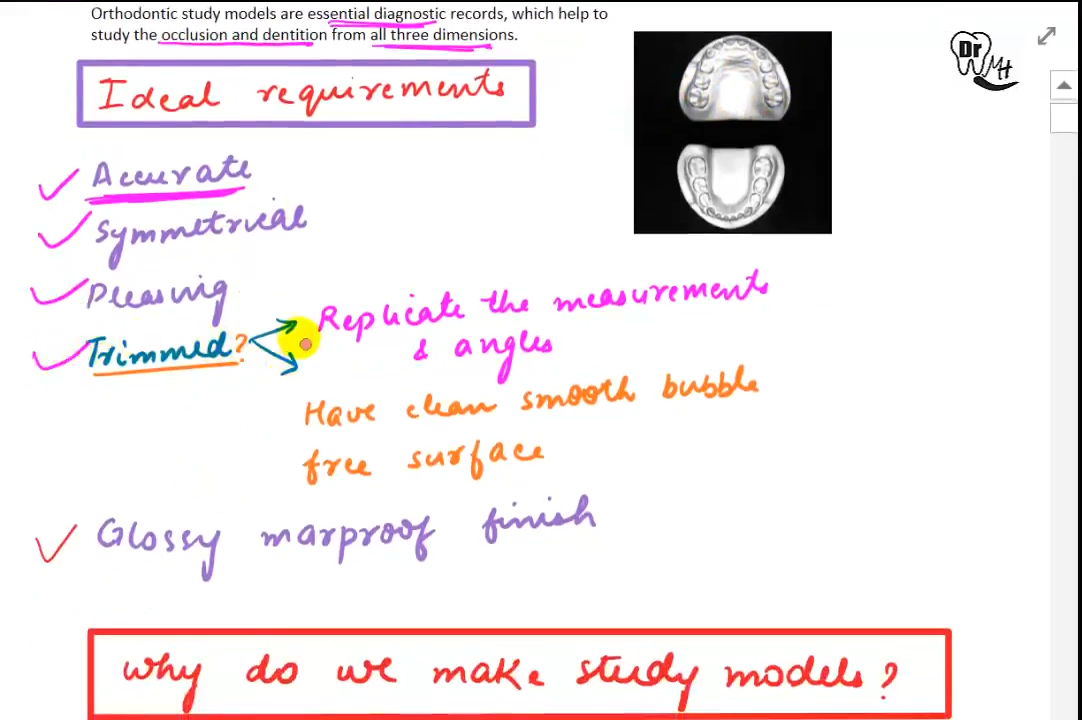 Orthodontic study models are essential diagnostic records, which help to
study the occlusion and dentition from all three dimensions.
Dr
MH
Ideal requirements
Accurate
Symmetrical
Pleasing
Trimmed?
Replicate the measurements
& angles
Have clean smooth bubble
free surface
Glossy marproof finish
why do we make study models?